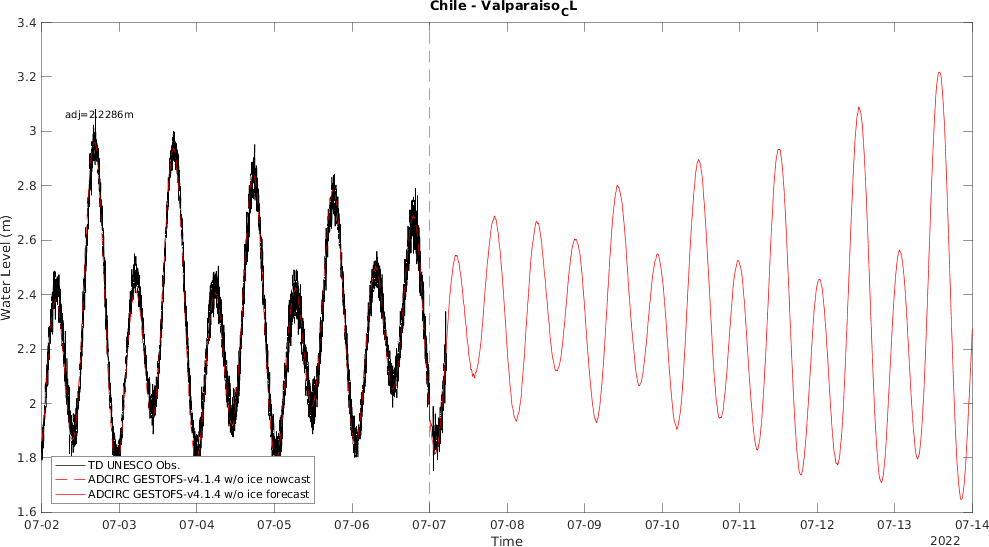 Chile - Valparaiso_CL
3.4
3.2
3
2.8
2.6
2.4
2.2
2
1.8
1.6
Water Level (m)
adj=2.2286m
TD UNESCO Obs.
ADCIRC GESTOFS-v4.1.4 w/o ice nowcast
ADCIRC GESTOFS-v4.1.4 w/o ice forecast
07-02 07-03 07-04 07-05 07-06 07-07 07-08 07-09 07-10 07-11 07-12 07-13 07-14
Time
2022